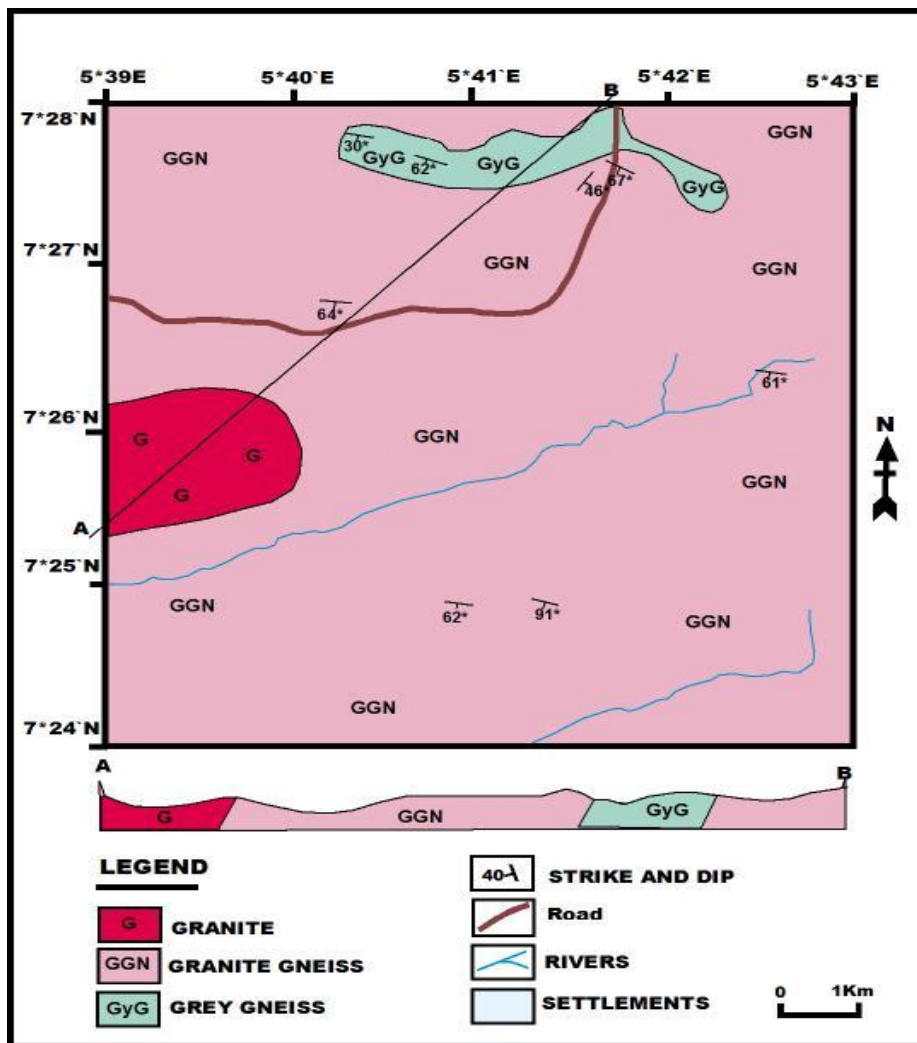 5*39E 5*40`E 5*41`E 5*42`E 5*43`E
B
7*28`N
GGN
GGN
30*
GyG
62*
GyG
46*
67*
GyG
7*27`N
GGN
GGN
64*
61*
7*26`N
G
GGN
N
G
GGN
G
A
7*25`N
GGN
62*
91*
GGN
GGN
7*24`N
A B
G GGN GyG
LEGEND
40 STRIKE AND DIP
G GRANITE
Road
GGN GRANITE GNEISS
RIVERS
GyG GREY GNEISS
SETTLEMENTS
0 1Km